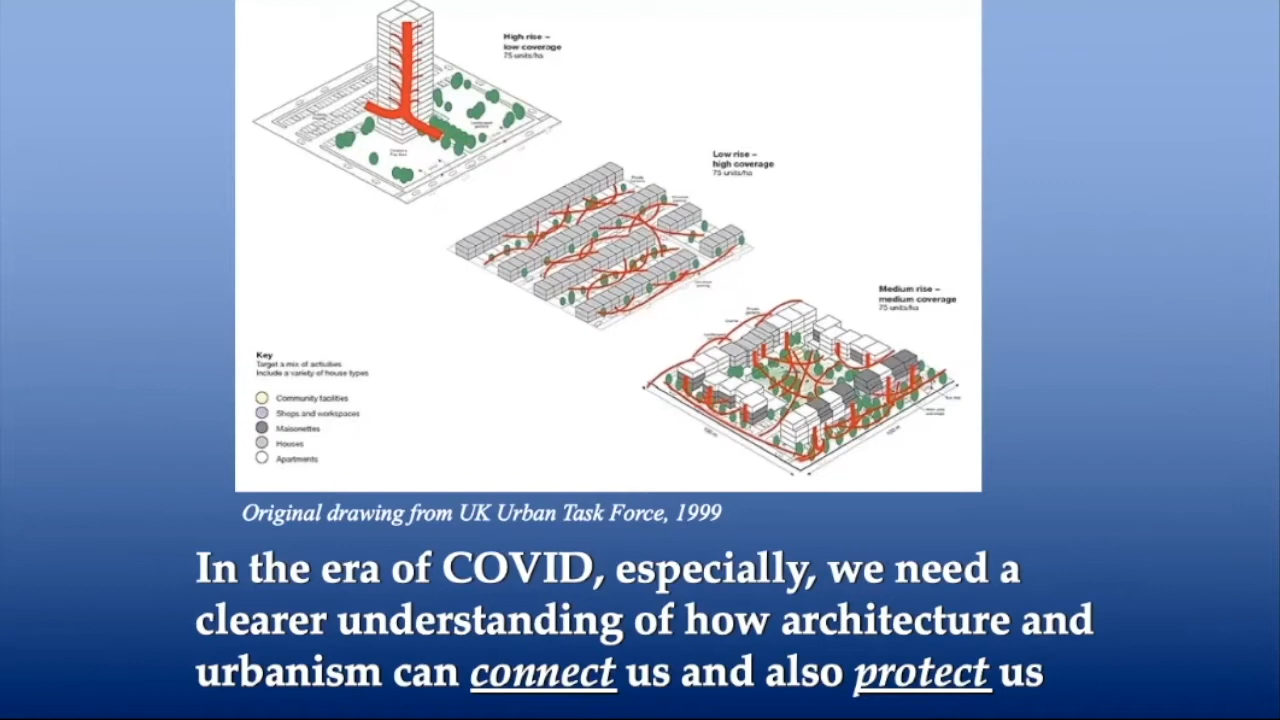 High rise –
low coverage
75 units/ha
Low rise –
high coverage
75 units/ha
Medium rise –
medium coverage
75 units/ha
Key
Target a mix of activities
Include a variety of house types
Community facilities
Shops and workspaces
Maisonettes
Houses
Apartments
100 m
100 m
Original drawing from UK Urban Task Force, 1999
In the era of COVID, especially, we need a
clearer understanding of how architecture and
urbanism can connect us and also protect us